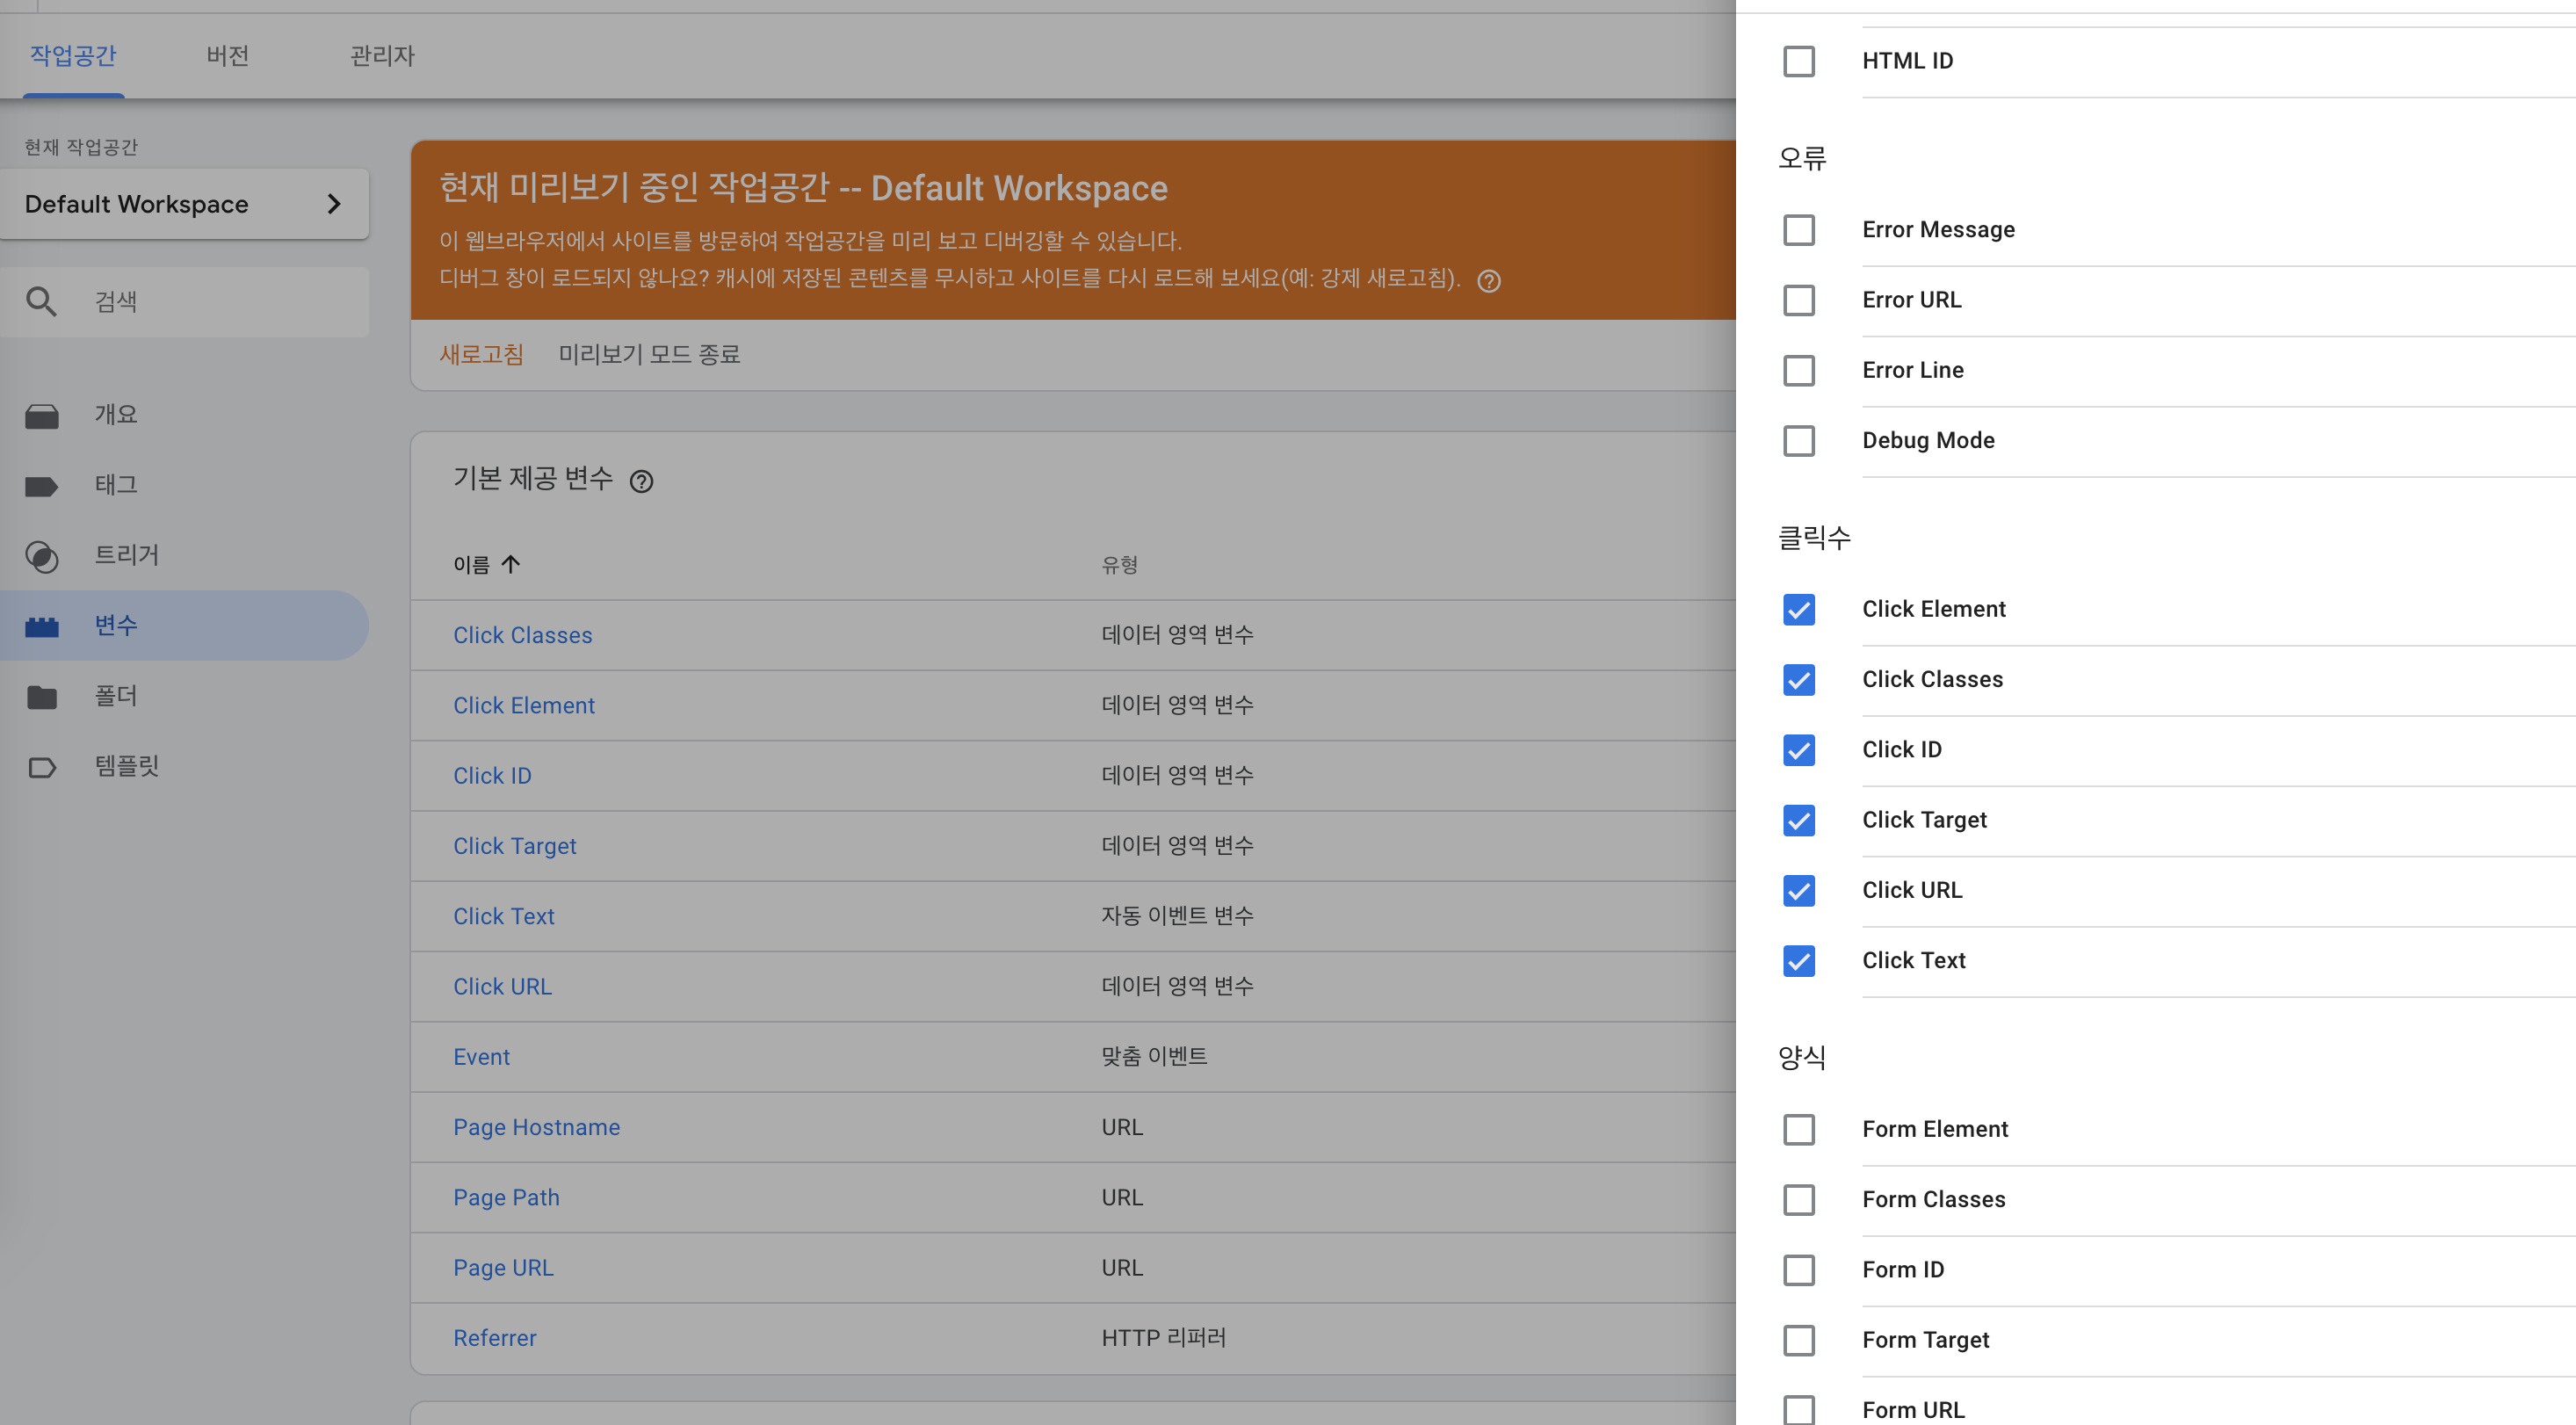 작업공간
버전
관리자
현재 작업공간
Default Workspace
검색
개요
태그
트리거
변수
폴더
템플릿
현재 미리보기 중인 작업공간 -- Default Workspace
이 웹브라우저에서 사이트를 방문하여 작업공간을 미리 보고 디버깅할 수 있습니다.
디버그 창이 로드되지 않나요? 캐시에 저장된 콘텐츠를 무시하고 사이트를 다시 로드해 보세요(예: 강제 새로고침).
새로고침
미리보기 모드 종료
기본 제공 변수
이름
유형
Click Classes
데이터 영역 변수
Click Element
데이터 영역 변수
Click ID
데이터 영역 변수
Click Target
데이터 영역 변수
Click Text
자동 이벤트 변수
Click URL
데이터 영역 변수
Event
맞춤 이벤트
Page Hostname
URL
Page Path
URL
Page URL
URL
Referrer
HTTP 리퍼러
HTML ID
오류
Error Message
Error URL
Error Line
Debug Mode
클릭수
Click Element
Click Classes
Click ID
Click Target
Click URL
Click Text
양식
Form Element
Form Classes
Form ID
Form Target
Form URL